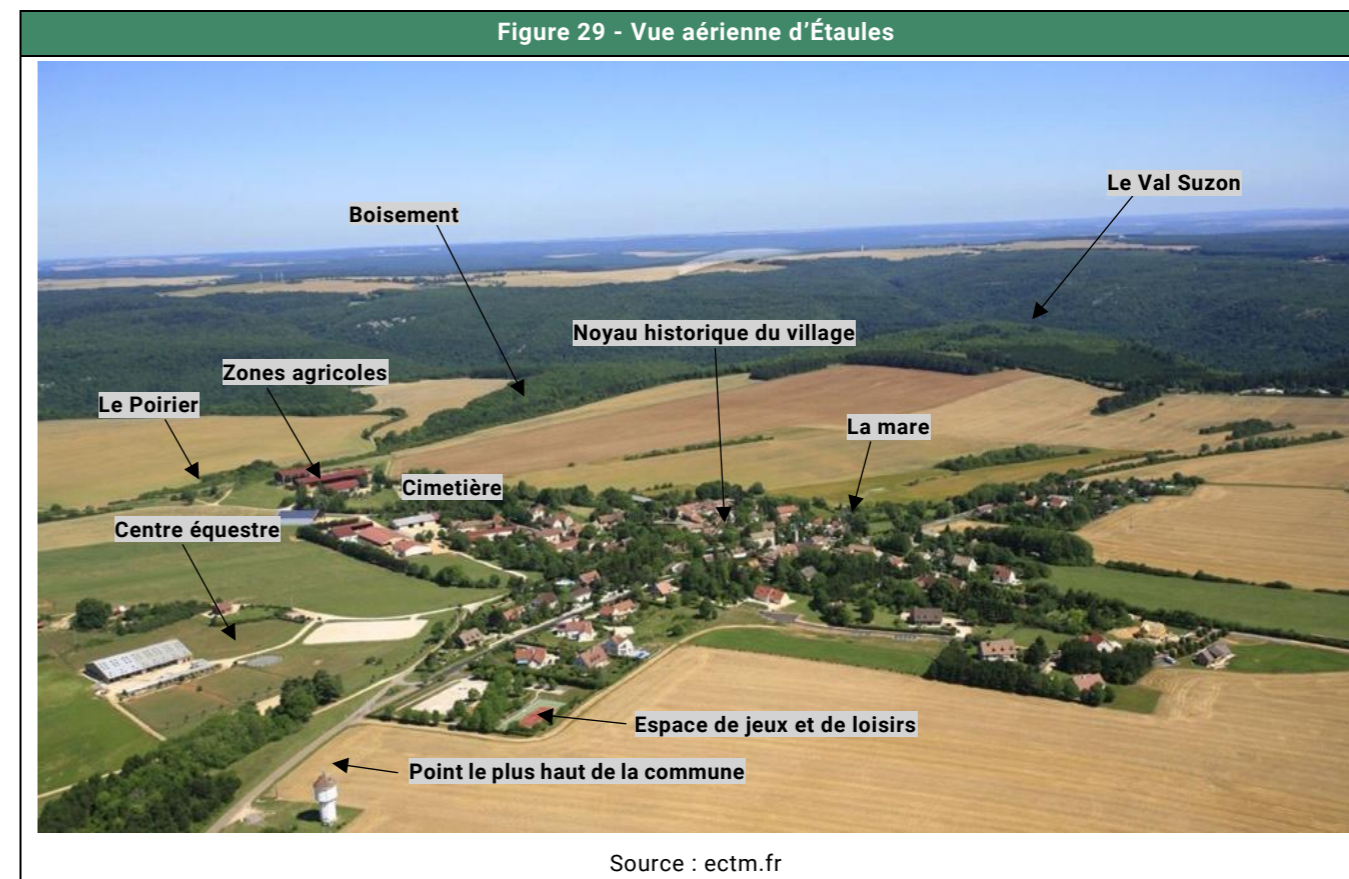 Figure 29 - Vue aérienne d’Étaules
Le Val Suzon
Boisement
Noyau historique du village
Zones agricoles
Le Poirier
La mare
Cimetière
Centre équestre
Espace de jeux et de loisirs
Point le plus haut de la commune
Source : ectm.fr